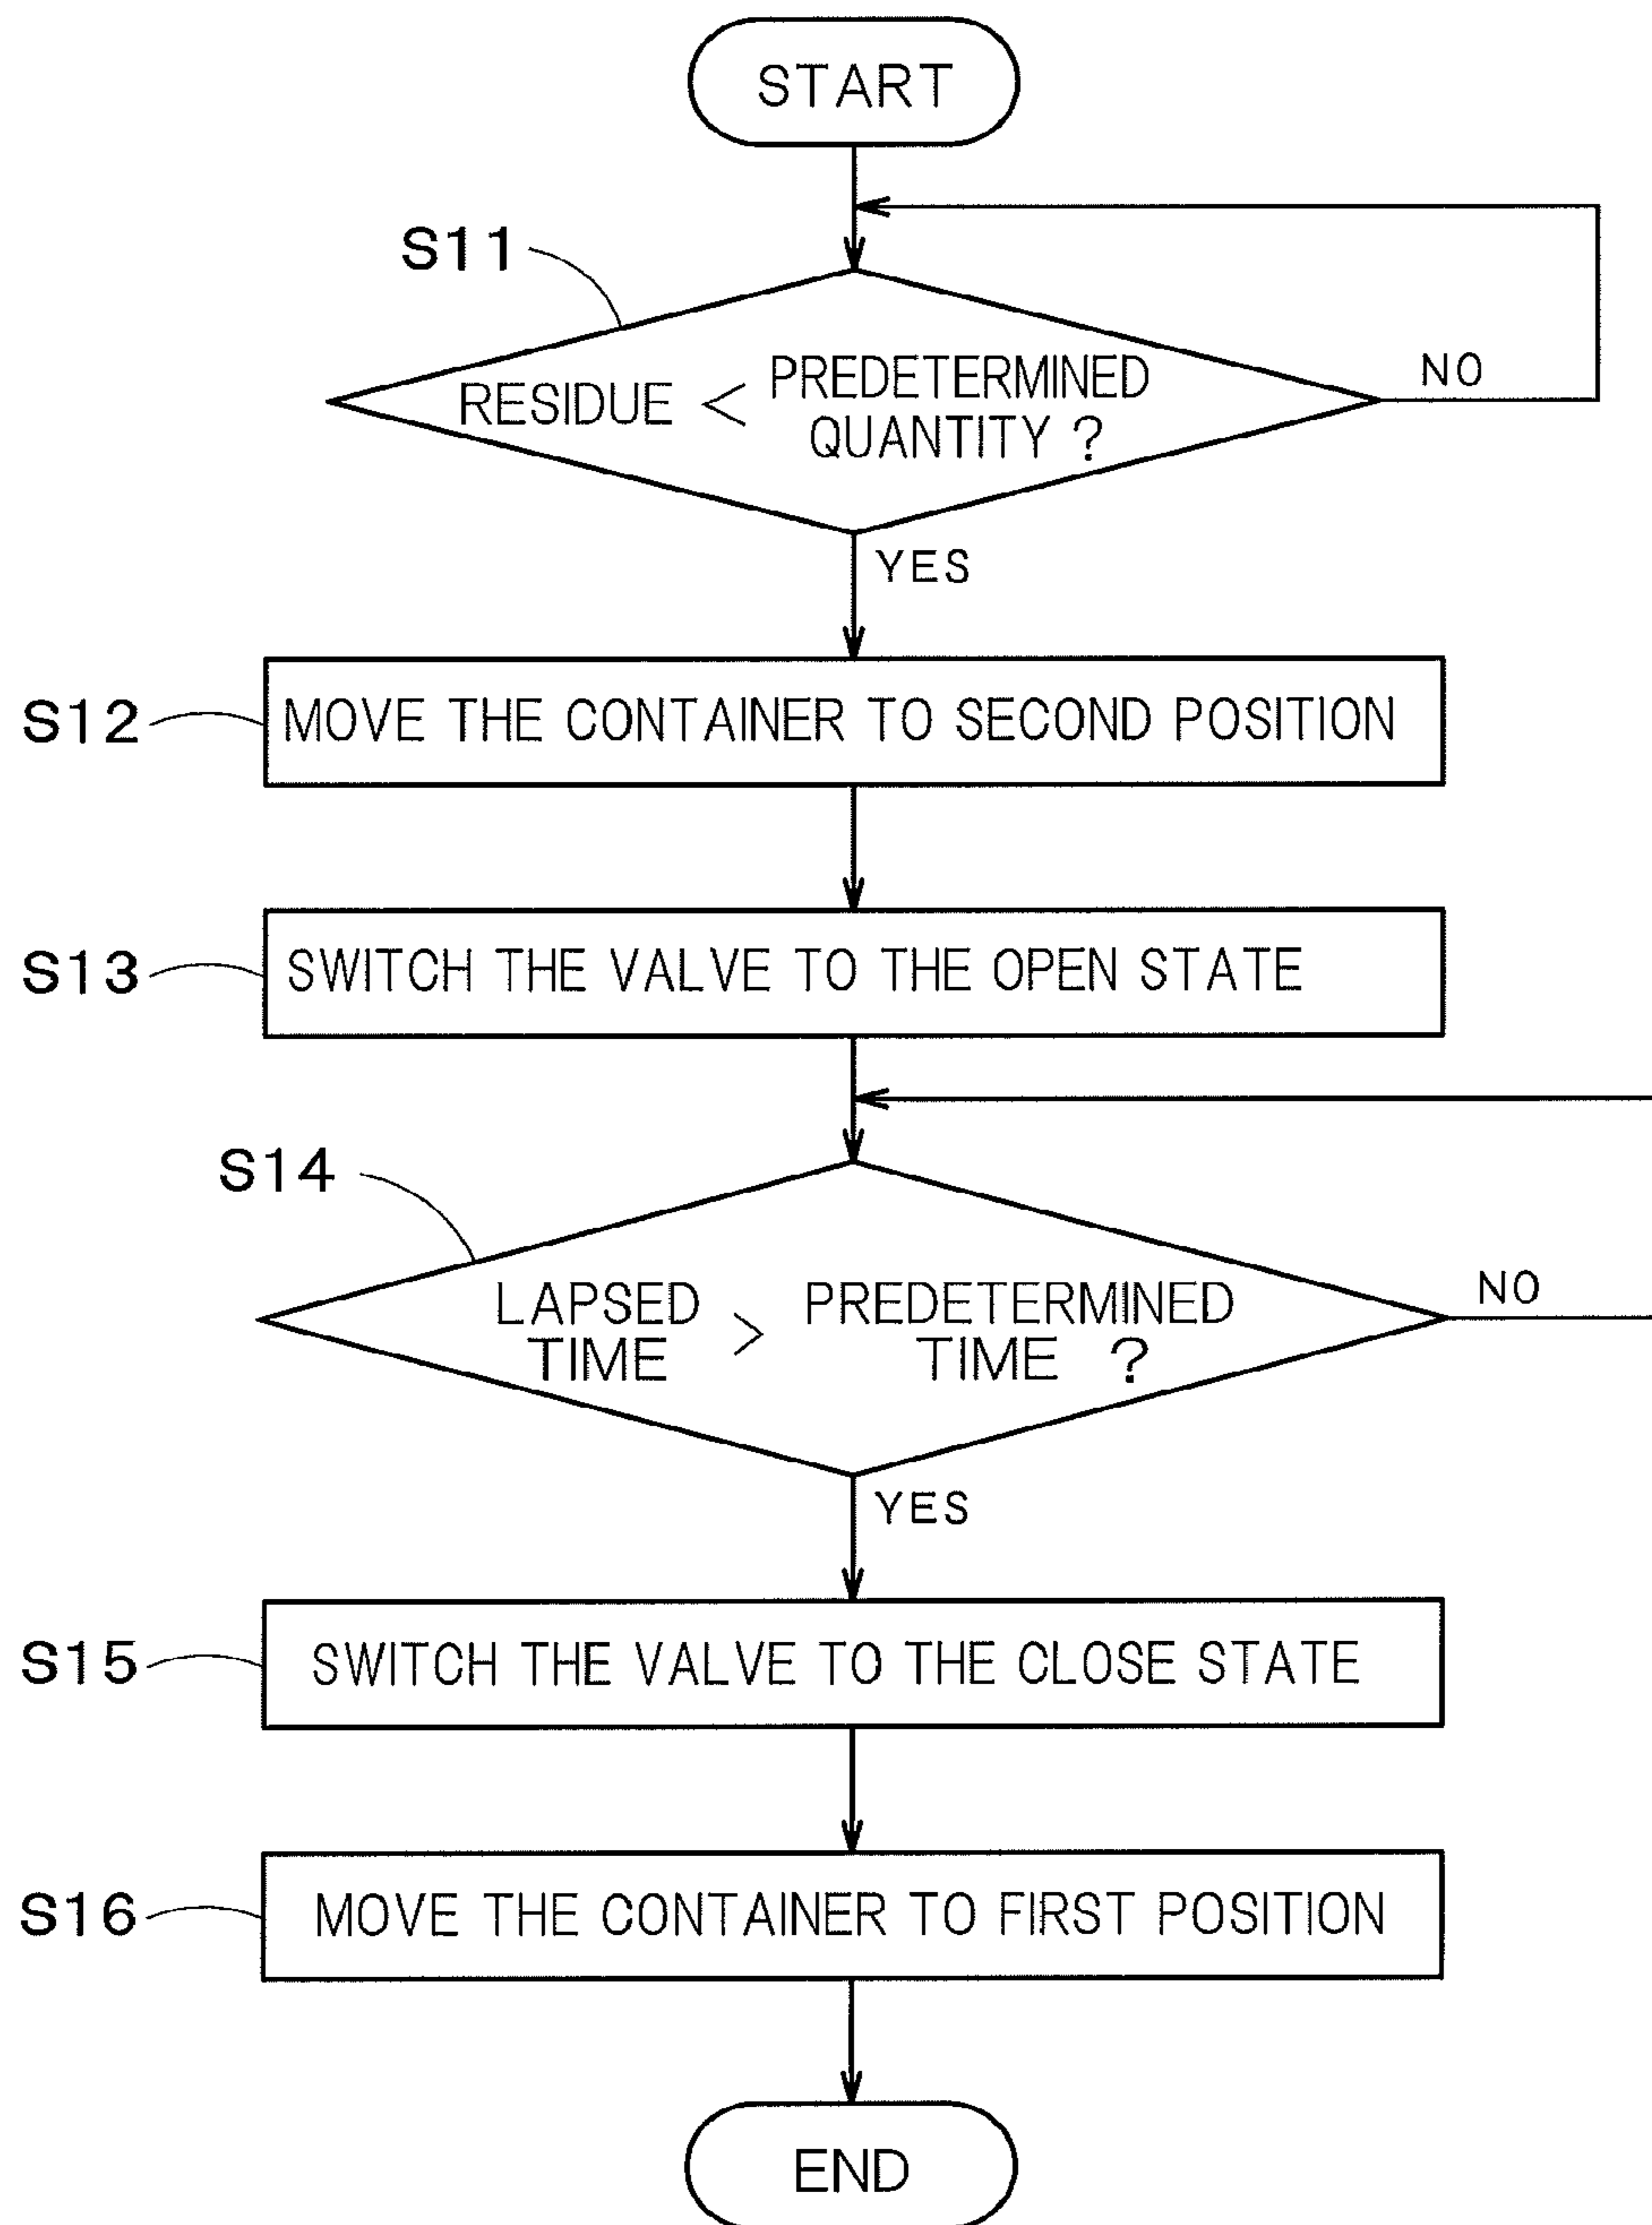 START
S11
RESIDUE < PREDETERMINED
QUANTITY ?
NO
YES
S12
MOVE THE CONTAINER TO SECOND POSITION
S13
SWITCH THE VALVE TO THE OPEN STATE
S14
LAPSED
TIME
>
PREDETERMINED
TIME ?
NO
YES
S15
SWITCH THE VALVE TO THE CLOSE STATE
S16
MOVE THE CONTAINER TO FIRST POSITION
END